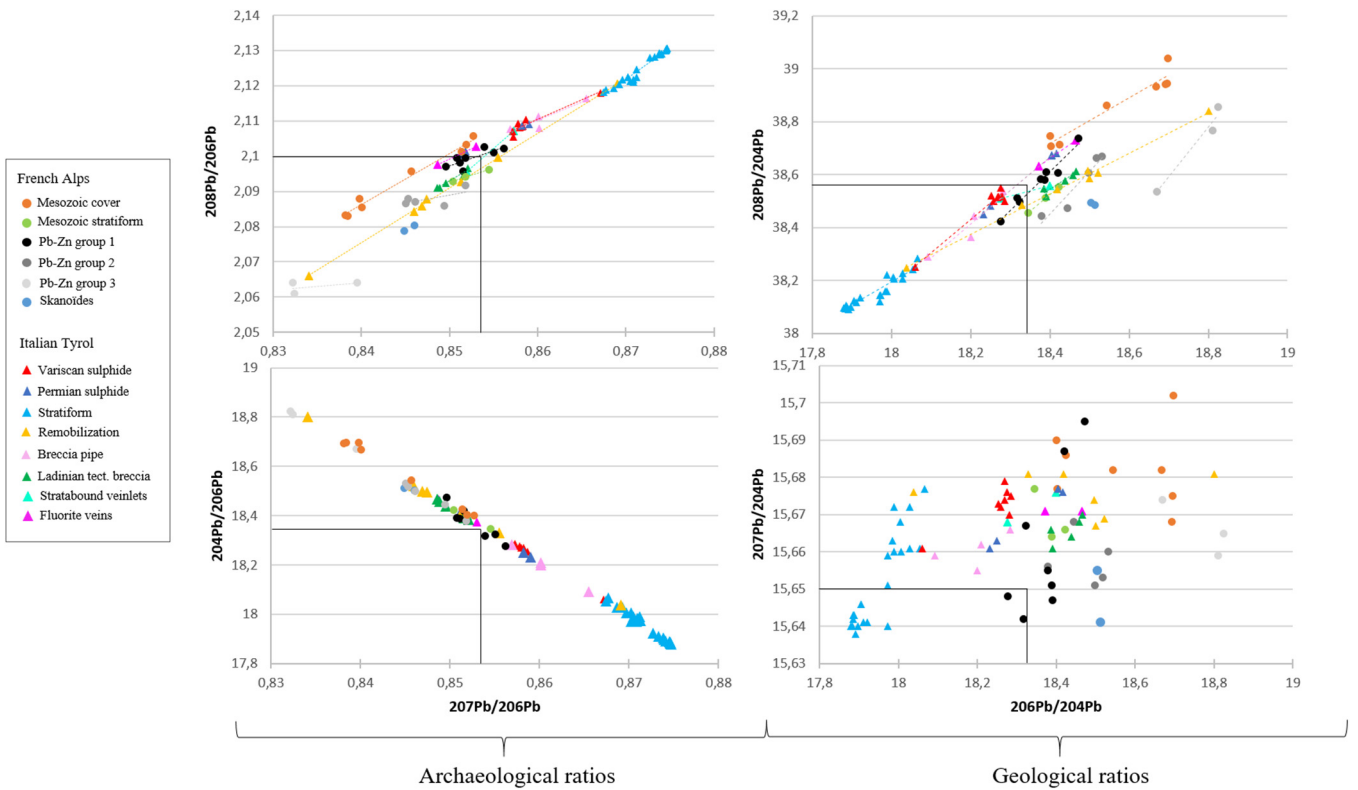 French Alps
Mesozoic cover
Mesozoic stratiform
Pb-Zn group 1
Pb-Zn group 2
Pb-Zn group 3
Skanoïdes
Italian Tyrol
Variscan sulphide
Permian sulphide
Stratiform
Remobilization
Breccia pipe
Ladinian tect. breccia
Stratabound veinlets
Fluorite veins
208Pb/206Pb
2,14
2,13
2,12
2,11
2,1
2,09
2,08
2,07
2,06
2,05
0,83 0,84 0,85 0,86 0,87 0,88
208Pb/204Pb
39,2
39
38,8
38,6
38,4
38,2
38
17,8 18 18,2 18,4 18,6 18,8 19
204Pb/206Pb
19
18,8
18,6
18,4
18,2
18
17,8
0,83 0,84 0,85 0,86 0,87 0,88
207Pb/206Pb
207Pb/204Pb
15,71
15,7
15,69
15,68
15,67
15,66
15,65
15,64
15,63
17,8 18 18,2 18,4 18,6 18,8 19
206Pb/204Pb
Archaeological ratios
Geological ratios